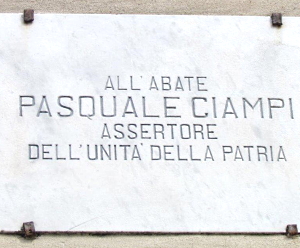 ALL'ABATE
PASQUALE CIAMPI
ASSERTORE
DELL'UNITA' DELLA PATRIA